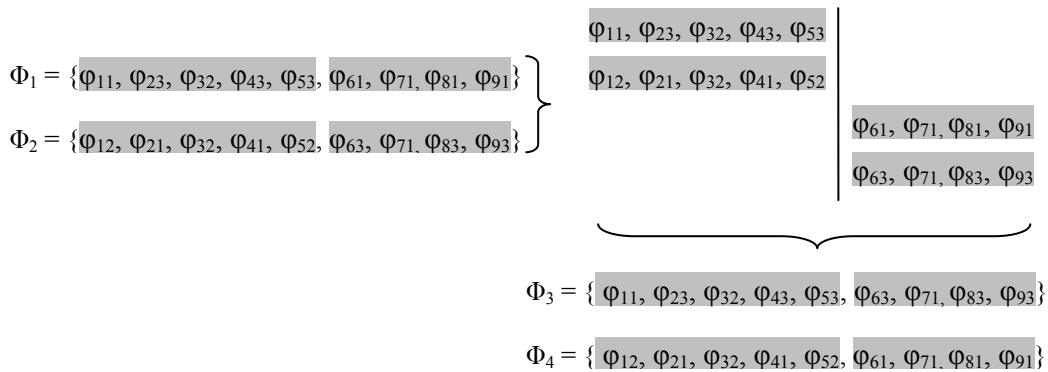 φ₁₁, φ₂₃, φ₃₂, φ₄₃, φ₅₃
Φ₁ = {φ₁₁, φ₂₃, φ₃₂, φ₄₃, φ₅₃, φ₆₁, φ₇₁, φ₈₁, φ₉₁}
φ₁₂, φ₂₁, φ₃₂, φ₄₁, φ₅₂
Φ₂ = {φ₁₂, φ₂₁, φ₃₂, φ₄₁, φ₅₂, φ₆₃, φ₇₁, φ₈₃, φ₉₃}
φ₆₁, φ₇₁, φ₈₁, φ₉₁
φ₆₃, φ₇₁, φ₈₃, φ₉₃
Φ₃ = { φ₁₁, φ₂₃, φ₃₂, φ₄₃, φ₅₃, φ₆₃, φ₇₁, φ₈₃, φ₉₃}
Φ₄ = { φ₁₂, φ₂₁, φ₃₂, φ₄₁, φ₅₂, φ₆₁, φ₇₁, φ₈₁, φ₉₁}